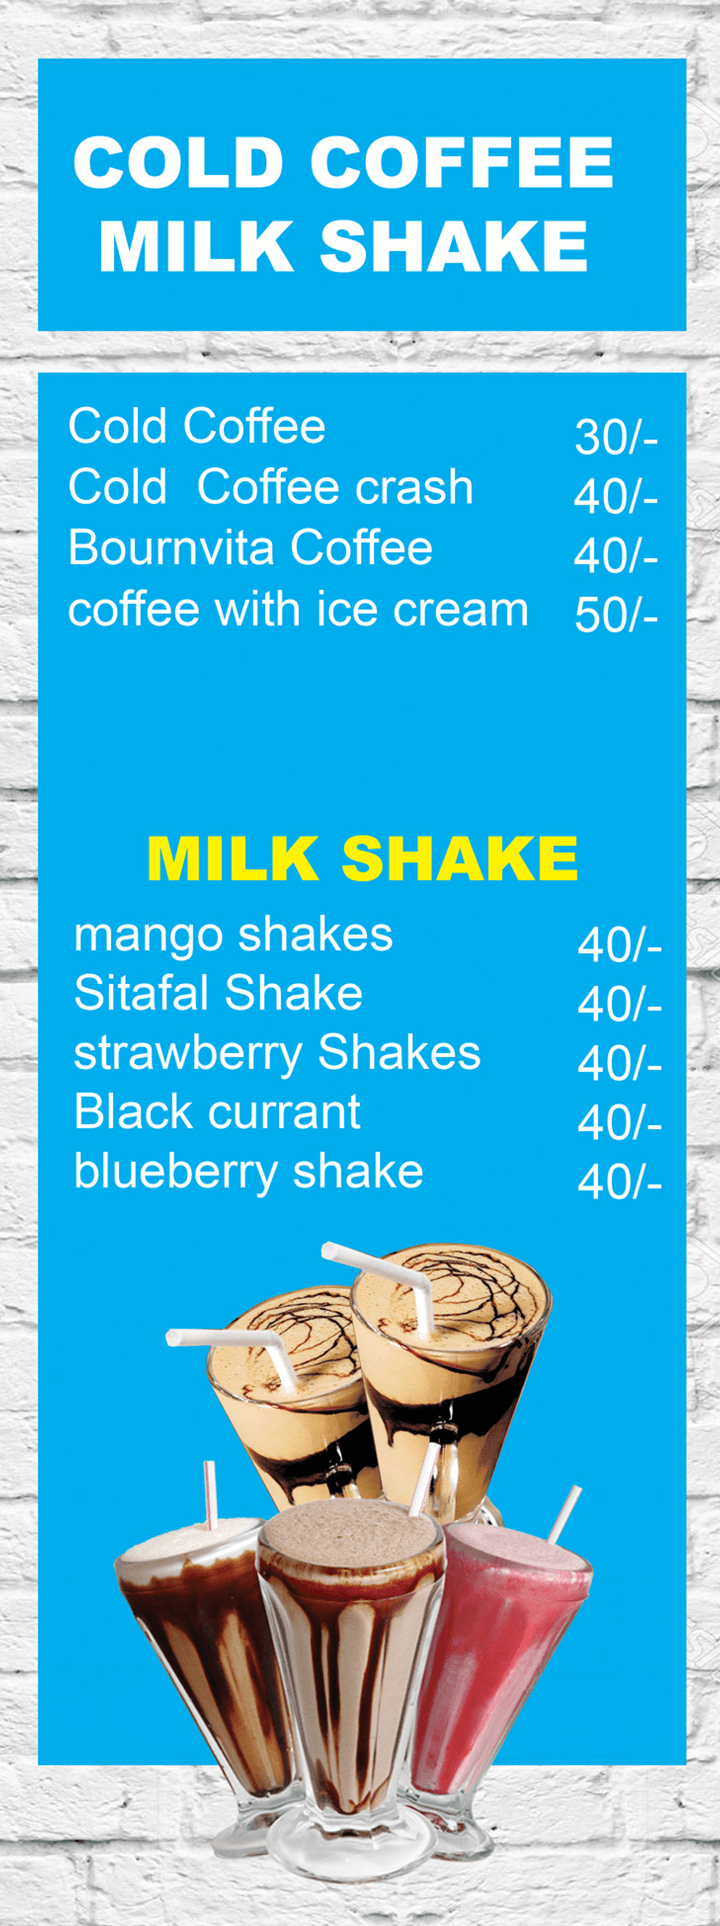 COLD COFFEE
MILK SHAKE
Cold Coffee 30/-
Cold Coffee crash 40/-
Bournvita Coffee 40/-
coffee with ice cream 50/-
MILK SHAKE
mango shakes 40/-
Sitafal Shake 40/-
strawberry Shakes 40/-
Black currant 40/-
blueberry shake 40/-